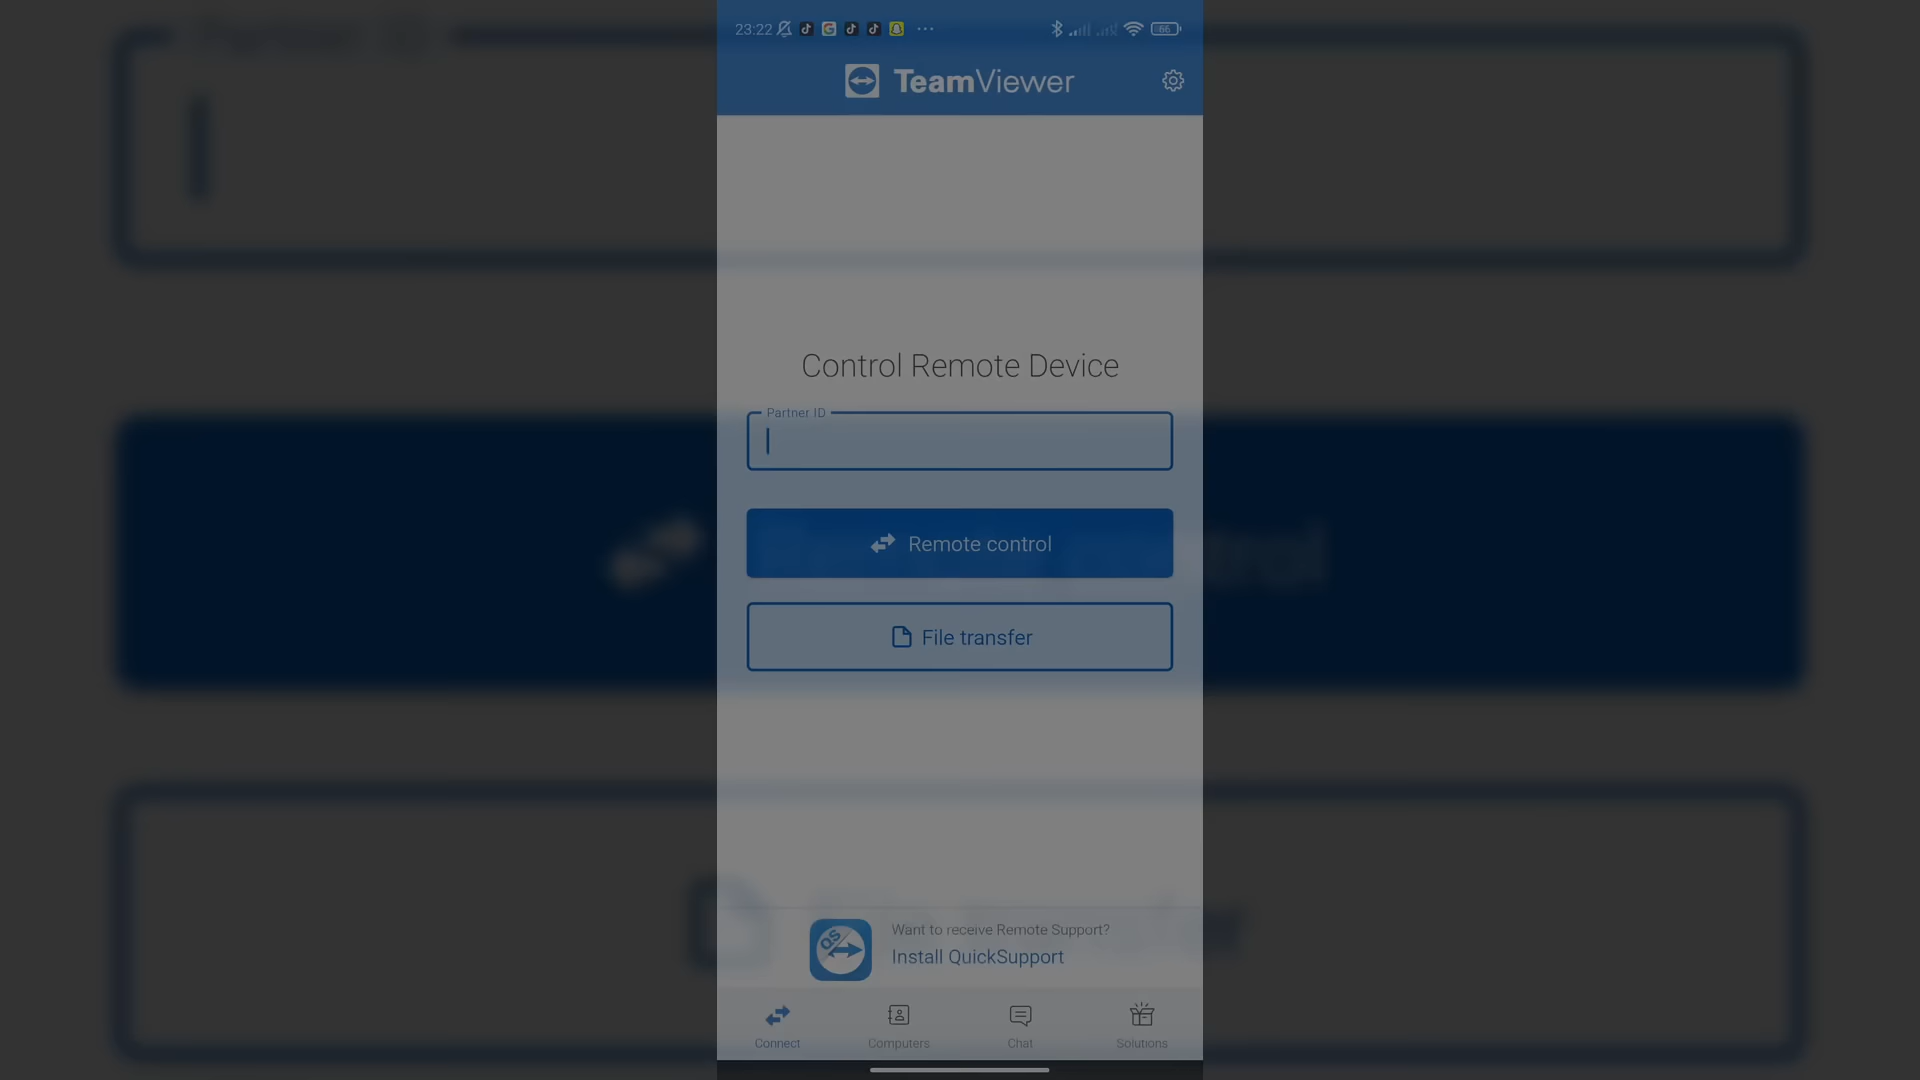 23:22
TeamViewer
Control Remote Device
Partner ID
Remote control
File transfer
Want to receive Remote Support?
QS
Install QuickSupport
Connect
Computers
Chat
Solutions